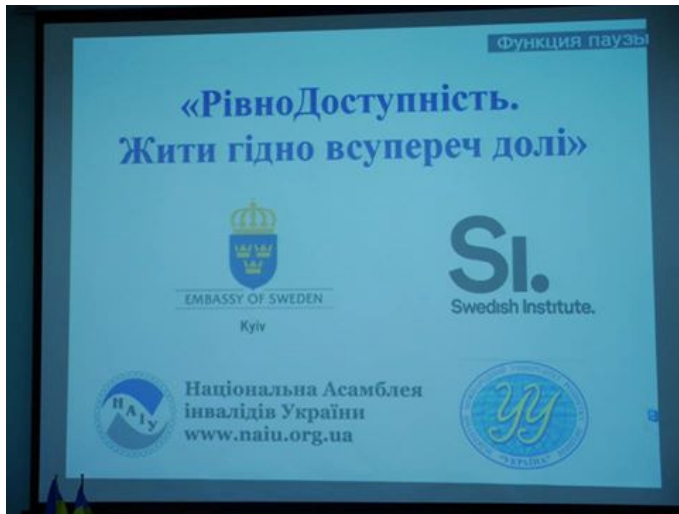 Функция паузы
«РівноДоступність.
Жити гідно всупереч долі»
EMBASSY OF SWEDEN
Kyiv
Si.
Swedish Institute.
НАІУ
Національна Асамблея
інвалідів України
www.naiu.org.ua
УУ
"УКРАЇНА"